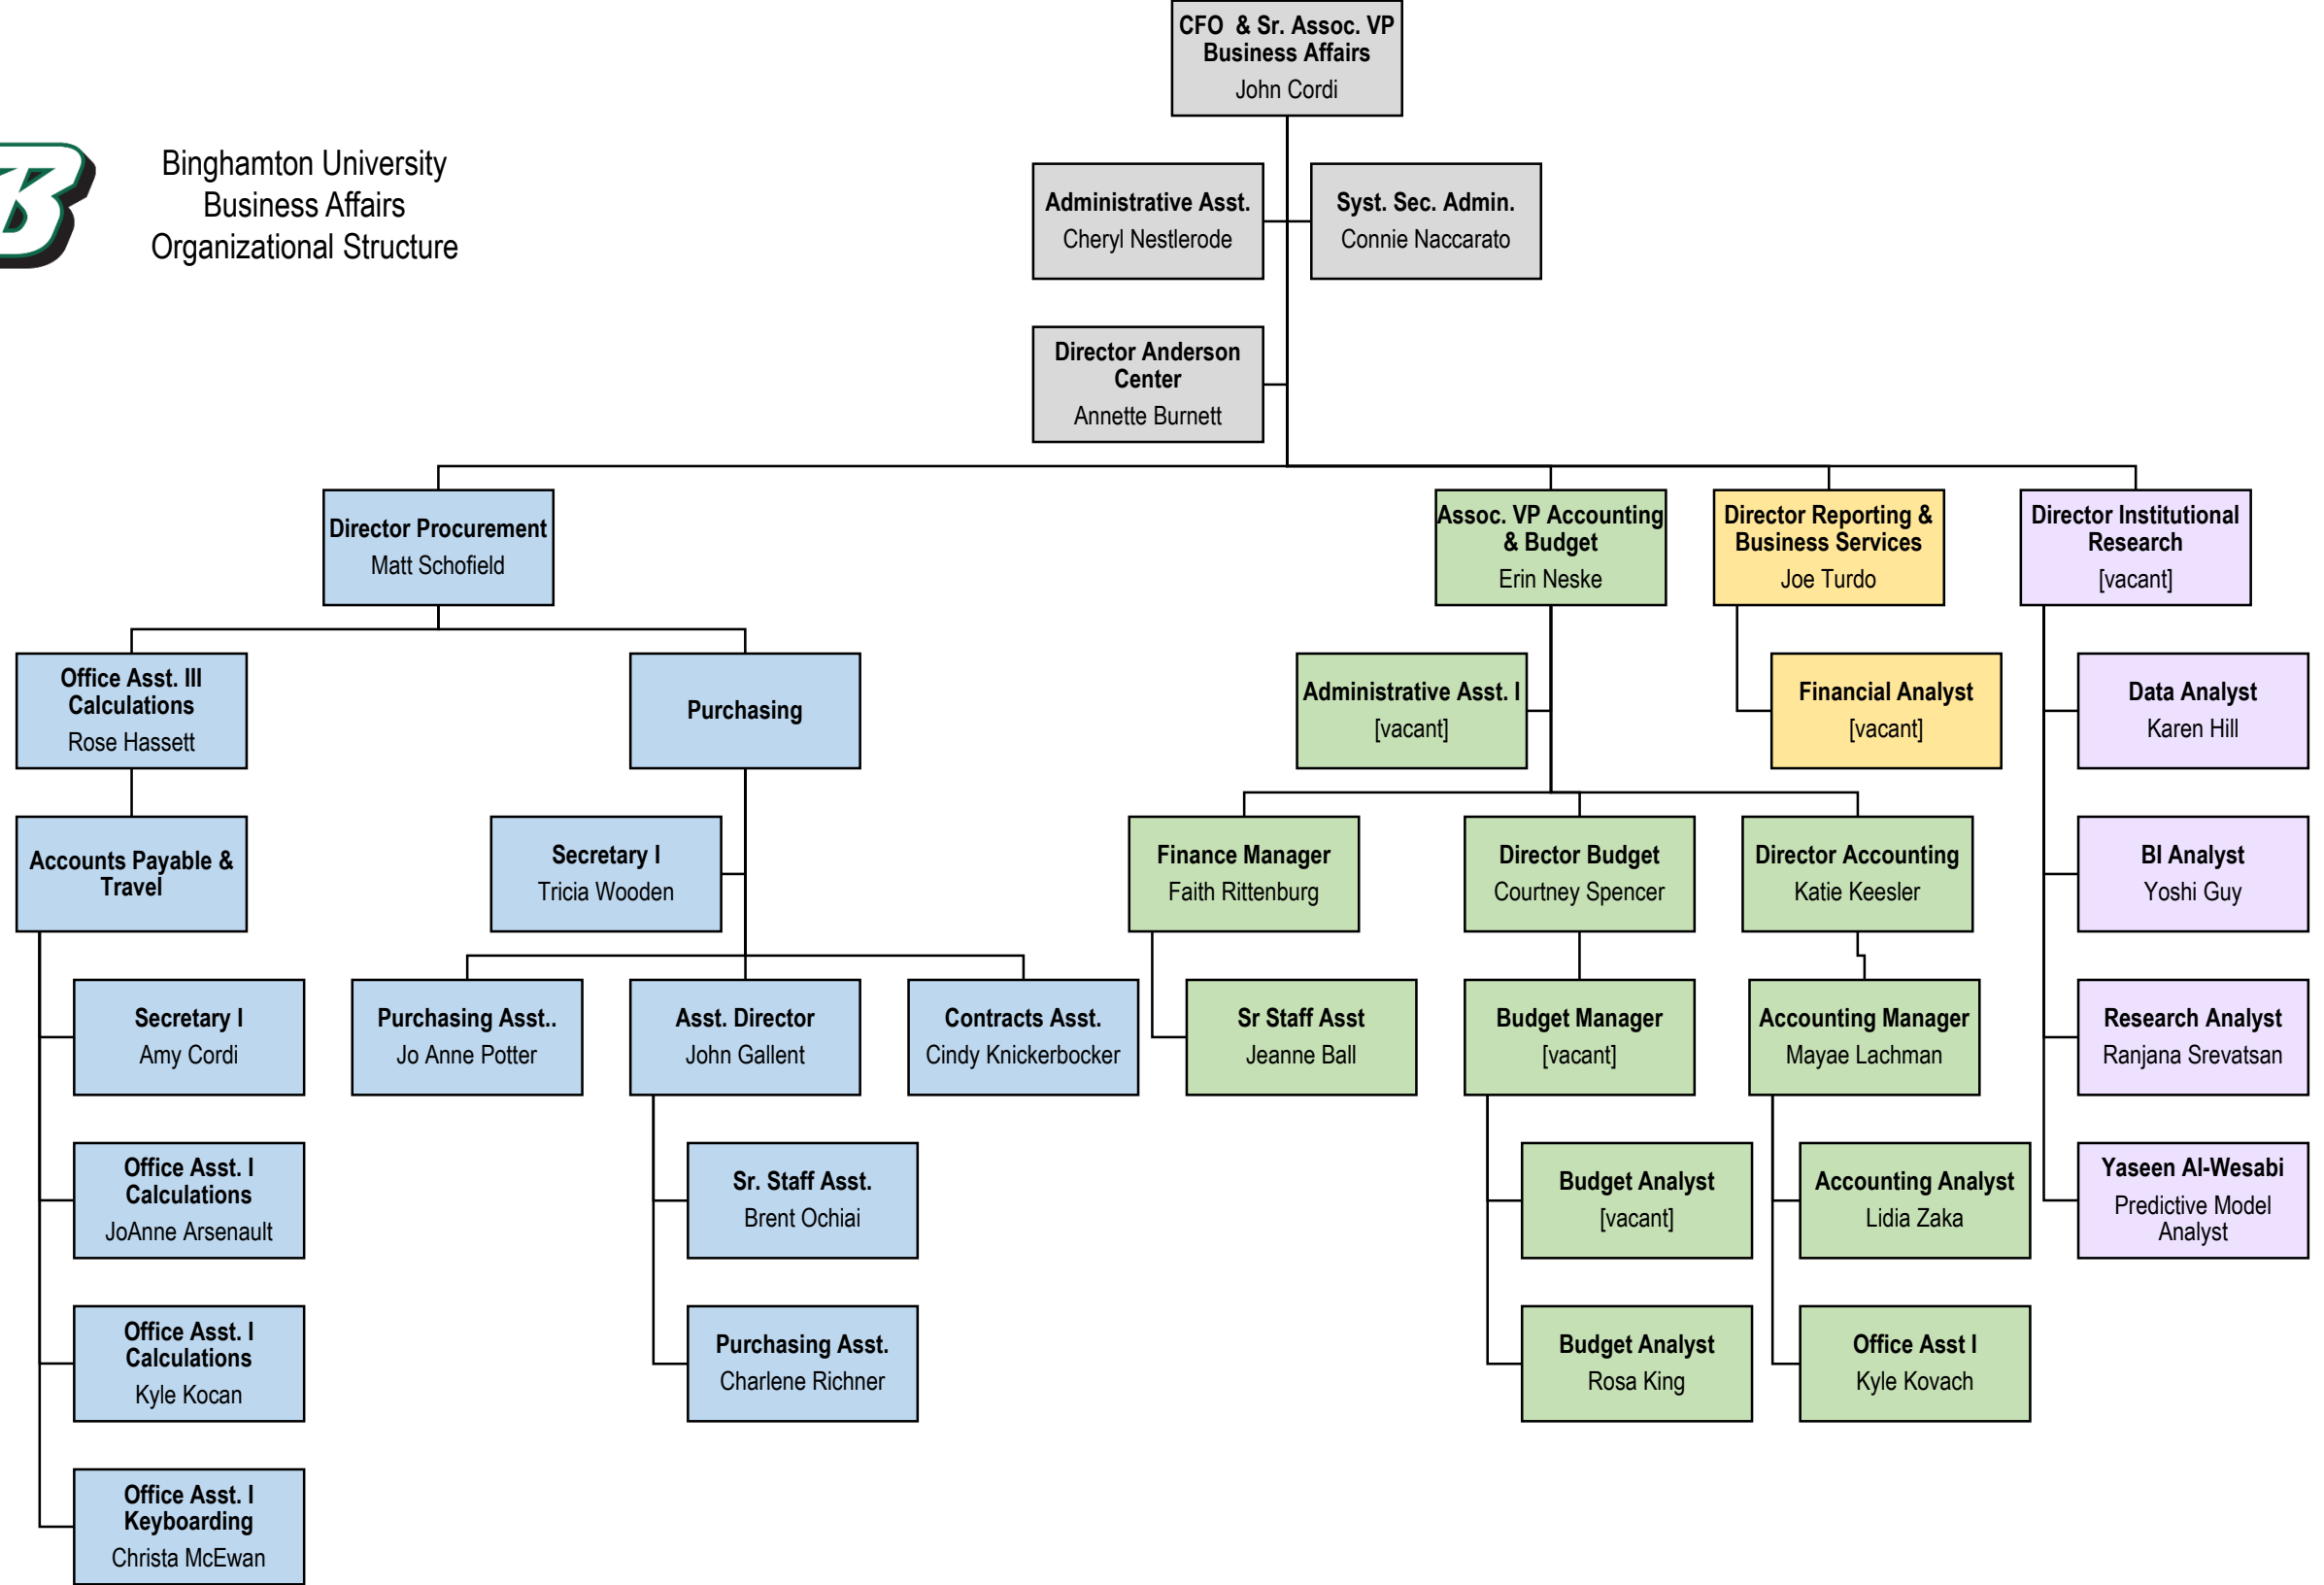 CFO & Sr. Assoc. VP
Business Affairs
John Cordi
Binghamton University
Business Affairs
Organizational Structure
Administrative Asst.
Cheryl Nestlerode
Syst. Sec. Admin.
Connie Naccarato
Director Anderson
Center
Annette Burnett
Director Procurement
Matt Schofield
Assoc. VP Accounting
& Budget
Erin Neske
Director Reporting &
Business Services
Joe Turdo
Director Institutional
Research
[vacant]
Office Asst. III
Calculations
Rose Hassett
Purchasing
Administrative Asst. I
[vacant]
Financial Analyst
[vacant]
Data Analyst
Karen Hill
Accounts Payable &
Travel
Secretary I
Tricia Wooden
Finance Manager
Faith Rittenburg
Director Budget
Courtney Spencer
Director Accounting
Katie Keesler
BI Analyst
Yoshi Guy
Secretary I
Amy Cordi
Purchasing Asst..
Jo Anne Potter
Asst. Director
John Gallent
Contracts Asst.
Cindy Knickerbocker
Sr Staff Asst
Jeanne Ball
Budget Manager
[vacant]
Accounting Manager
Mayae Lachman
Research Analyst
Ranjana Srevatsan
Office Asst. I
Calculations
JoAnne Arsenault
Sr. Staff Asst.
Brent Ochiai
Budget Analyst
[vacant]
Accounting Analyst
Lidia Zaka
Yaseen Al-Wesabi
Predictive Model
Analyst
Office Asst. I
Calculations
Kyle Kocan
Purchasing Asst.
Charlene Richner
Budget Analyst
Rosa King
Office Asst I
Kyle Kovach
Office Asst. I
Keyboarding
Christa McEwan